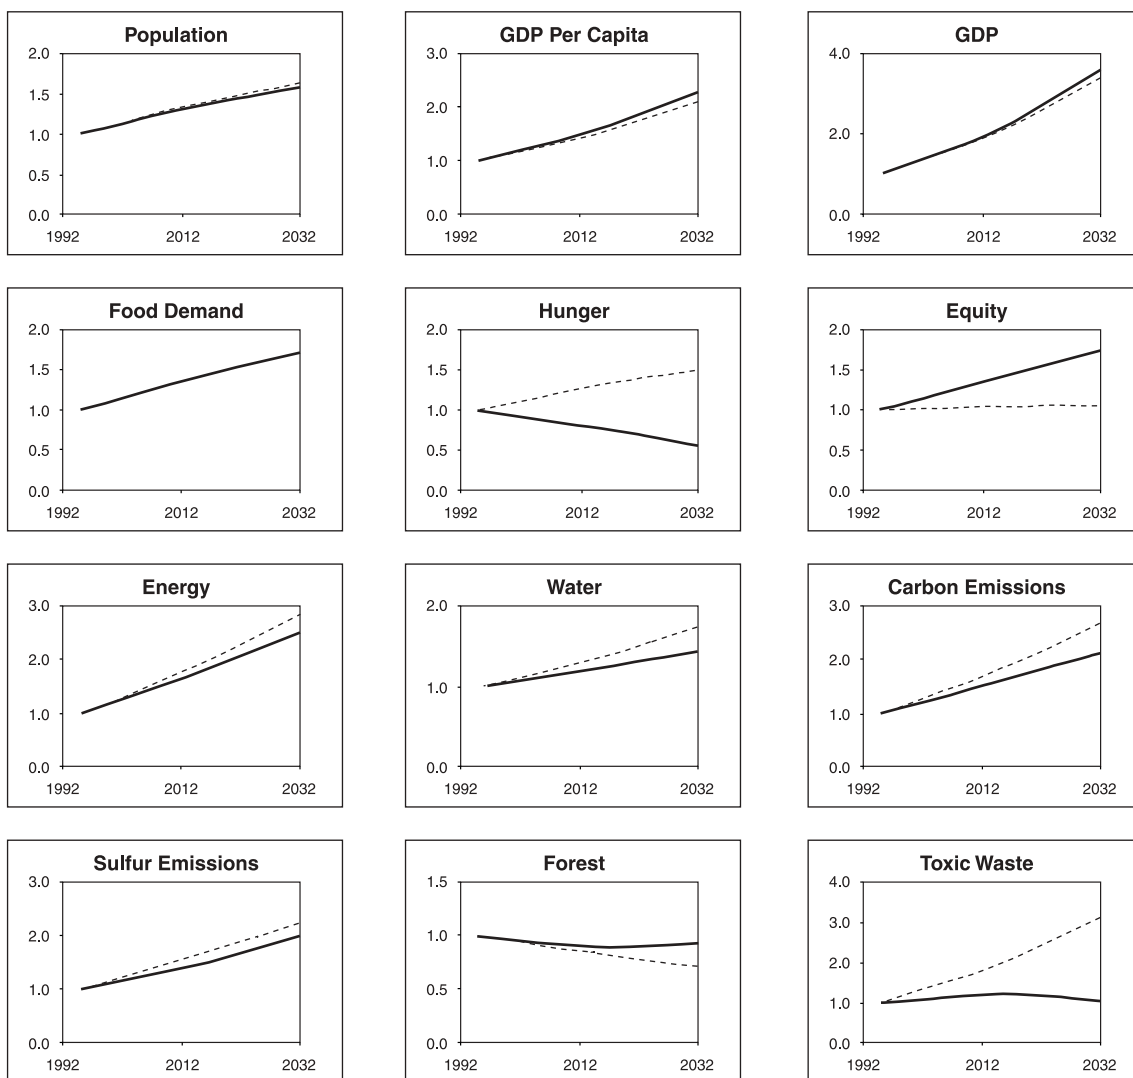 Population
2.0
1.5
1.0
0.5
0.0
1992 2012 2032
GDP Per Capita
3.0
2.0
1.0
0.0
1992 2012 2032
GDP
4.0
2.0
0.0
1992 2012 2032
Food Demand
2.0
1.5
1.0
0.5
0.0
1992 2012 2032
Hunger
2.0
1.5
1.0
0.5
0.0
1992 2012 2032
Equity
2.0
1.5
1.0
0.5
0.0
1992 2012 2032
Energy
3.0
2.0
1.0
0.0
1992 2012 2032
Water
2.0
1.0
0.0
1992 2012 2032
Carbon Emissions
3.0
2.0
1.0
0.0
1992 2012 2032
Sulfur Emissions
3.0
2.0
1.0
0.0
1992 2012 2032
Forest
1.5
1.0
0.5
0.0
1992 2012 2032
Toxic Waste
4.0
3.0
2.0
1.0
0.0
1992 2012 2032